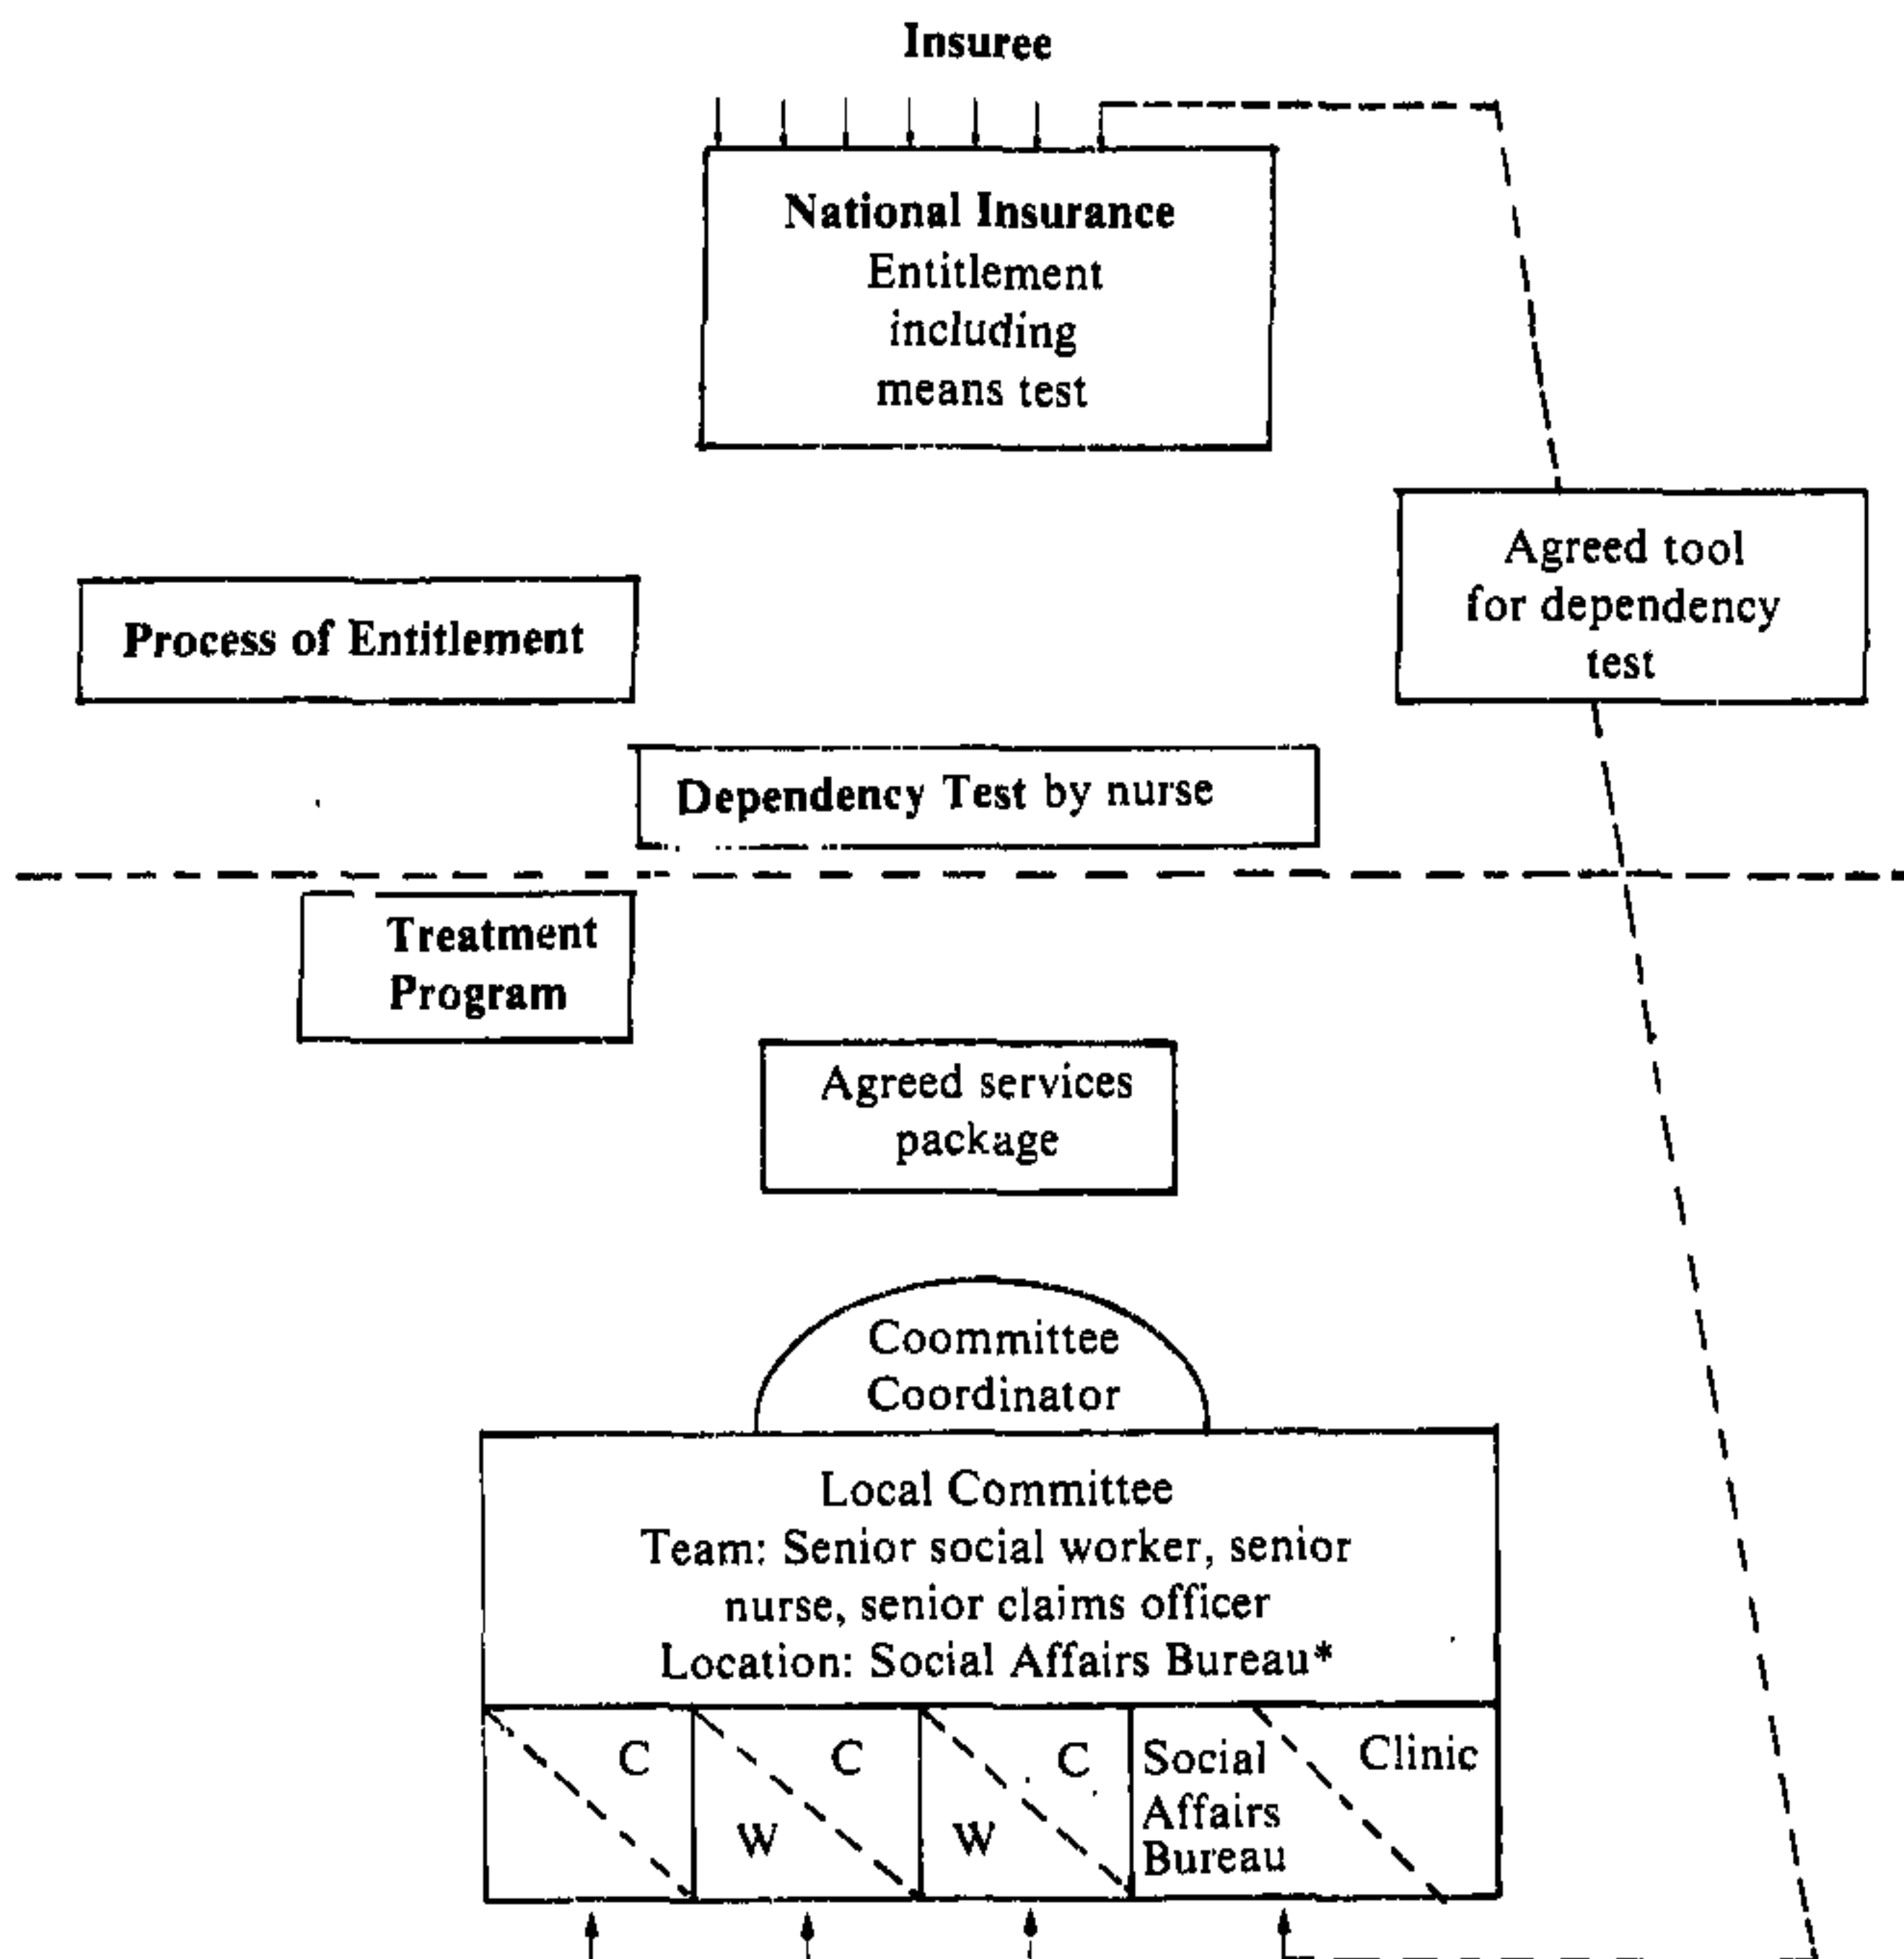 Insuree
National Insurance
Entitlement
including
means test
Agreed tool
for dependency
test
Process of Entitlement
Dependency Test by nurse
Treatment
Program
Agreed services
package
Coommittee
Coordinator
Local Committee
Team: Senior social worker, senior
nurse, senior claims officer
Location: Social Affairs Bureau*
C
C
W
C
W
Social
Affairs
Bureau
Clinic